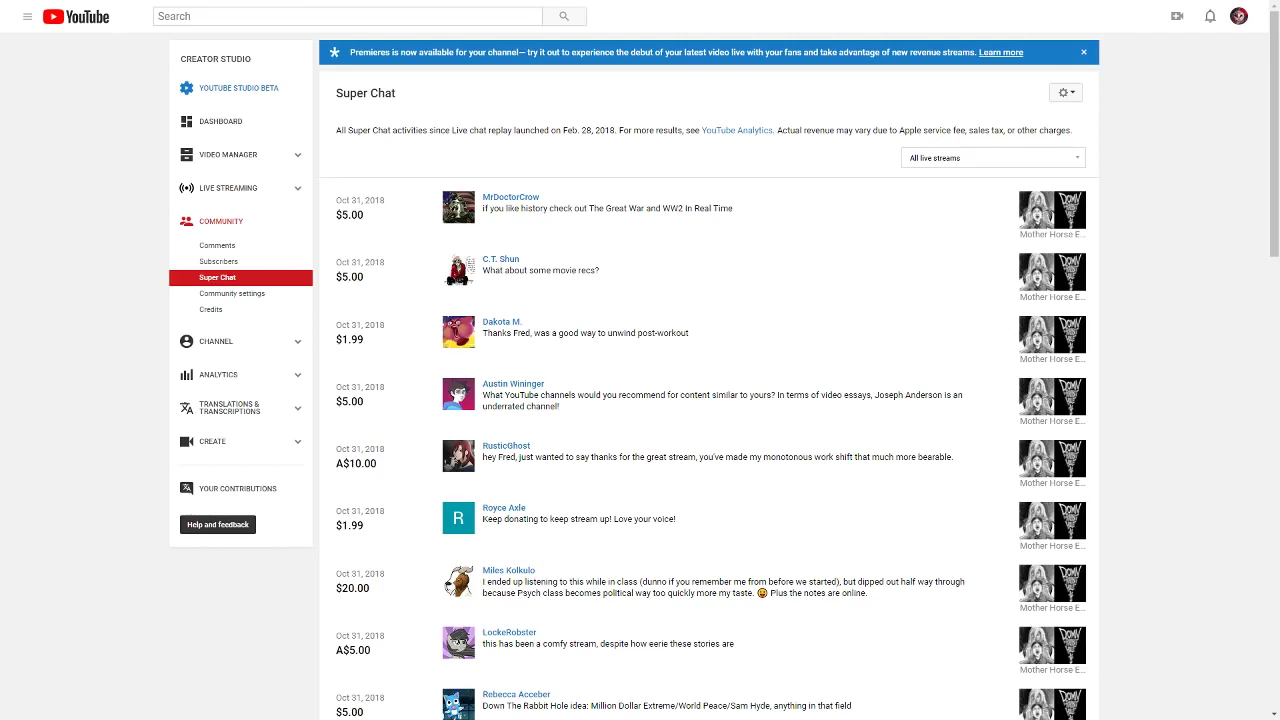 YouTube
Search
CREATOR STUDIO
YOUTUBE STUDIO BETA
DASHBOARD
VIDEO MANAGER
LIVE STREAMING
COMMUNITY
Comments
Subscribers
Super Chat
Community settings
Credits
CHANNEL
ANALYTICS
TRANSLATIONS &
TRANSCRIPTIONS
CREATE
YOUR CONTRIBUTIONS
Help and feedback
Premieres is now available for your channel— try it out to experience the debut of your latest video live with your fans and take advantage of new revenue streams. Learn more
Super Chat
All Super Chat activities since Live chat replay launched on Feb. 28, 2018. For more results, see YouTube Analytics. Actual revenue may vary due to Apple service fee, sales tax, or other charges.
All live streams
Oct 31, 2018
$5.00
MrDoctorCrow
if you like history check out The Great War and WW2 In Real Time
Mother Horse E...
Oct 31, 2018
$5.00
C.T. Shun
What about some movie recs?
Mother Horse E...
Oct 31, 2018
$1.99
Dakota M.
Thanks Fred, was a good way to unwind post-workout
Mother Horse E...
Oct 31, 2018
$5.00
Austin Wininger
What YouTube channels would you recommend for content similar to yours? In terms of video essays, Joseph Anderson is an
underrated channel!
Mother Horse E...
Oct 31, 2018
A$10.00
RusticGhost
hey Fred, just wanted to say thanks for the great stream, you've made my monotonous work shift that much more bearable.
Mother Horse E...
Oct 31, 2018
$1.99
R
Royce Axle
Keep donating to keep stream up! Love your voice!
Mother Horse E...
Oct 31, 2018
$20.00
Miles Kolkulo
I ended up listening to this while in class (dunno if you remember me from before we started), but dipped out half way through
because Psych class becomes political way too quickly more my taste. 😀 Plus the notes are online.
Mother Horse E...
Oct 31, 2018
A$5.00
LockeRobster
this has been a comfy stream, despite how eerie these stories are
Mother Horse E...
Oct 31, 2018
$5.00
Rebecca Acceber
Down The Rabbit Hole idea: Million Dollar Extreme/World Peace/Sam Hyde, anything in that field